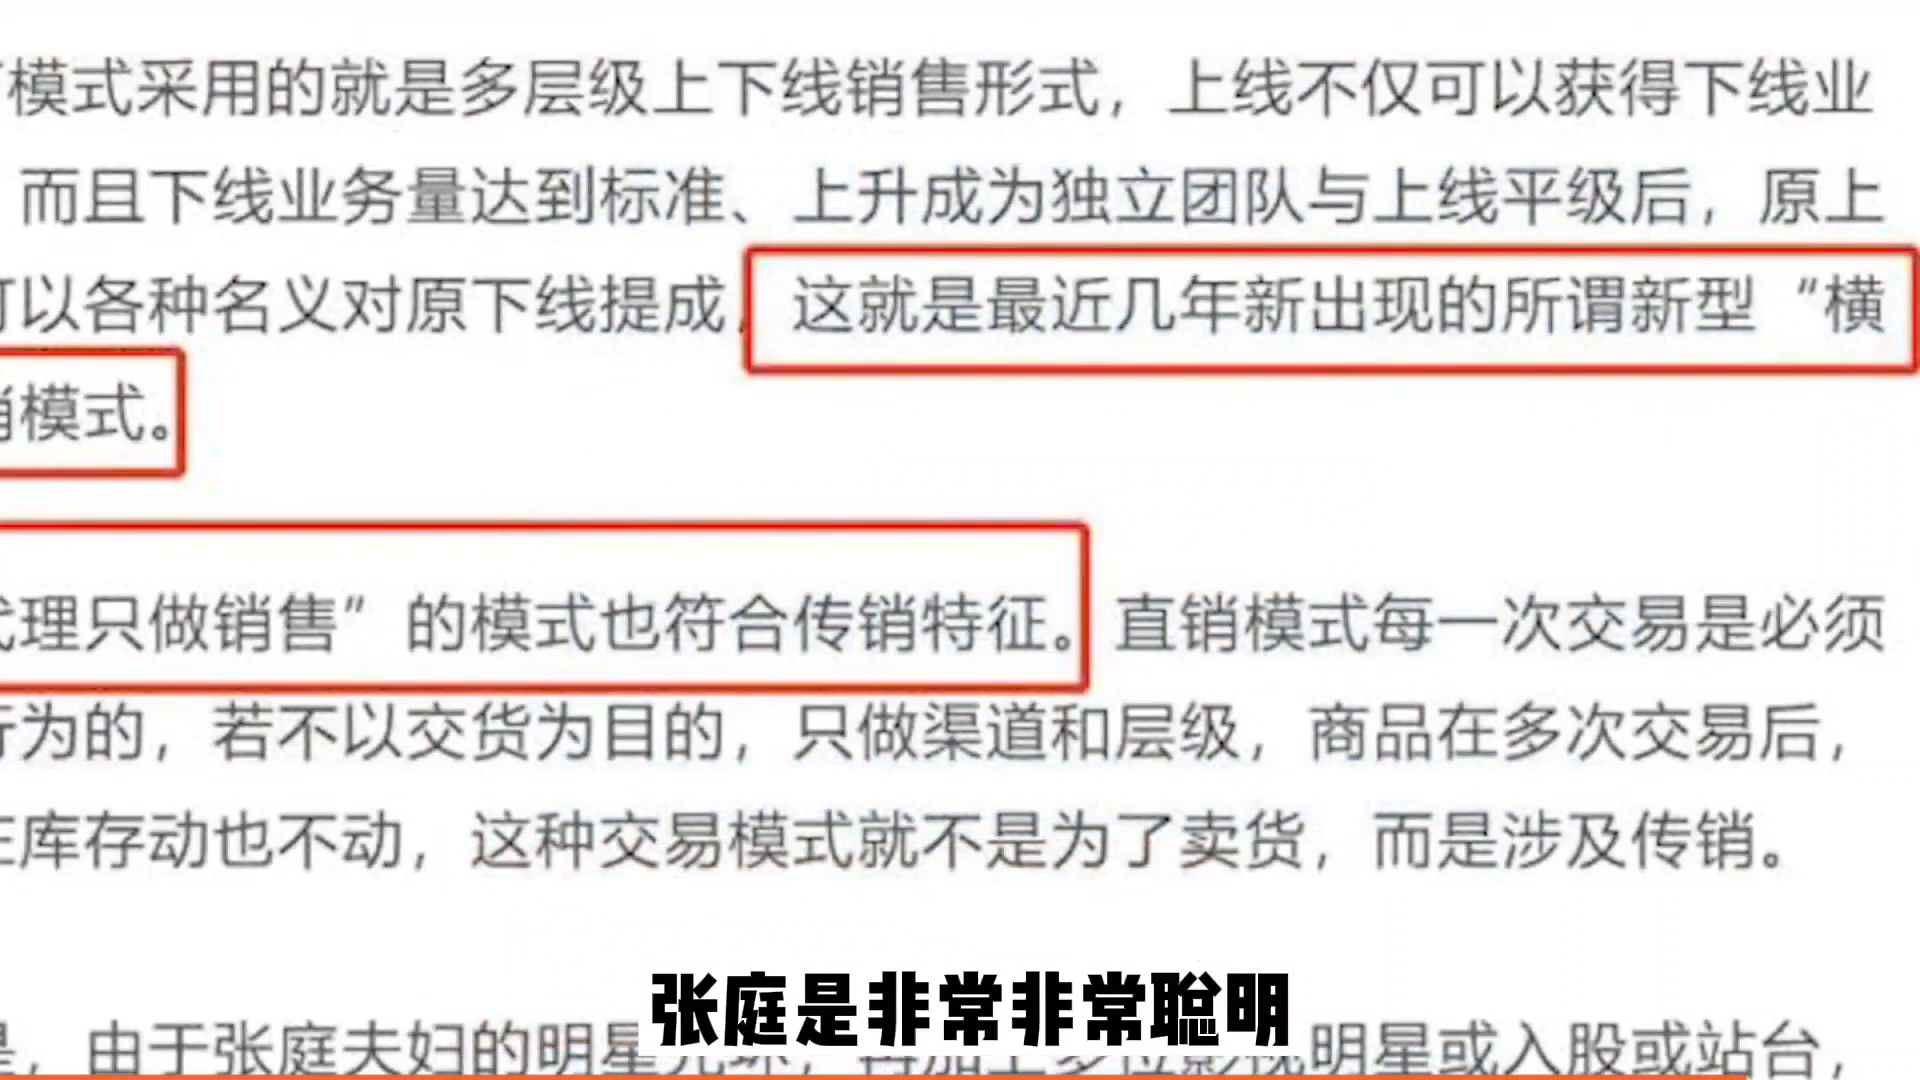 模式采用的就是多层级上下线销售形式，上线不仅可以获得下线业
而且下线业务量达到标准、上升成为独立团队与上线平级后，原上
可以各种名义对原下线提成，这就是最近几年新出现的所谓新型“横
销模式。
代理只做销售”的模式也符合传销特征。直销模式每一次交易是必须
行为的，若不以交货为目的，只做渠道和层级，商品在多次交易后，
在库存动也不动，这种交易模式就不是为了卖货，而是涉及传销。
张庭是非常非常聪明
是，由于张庭夫妇的明星光环，再加上多位影视明星或入股或站台，